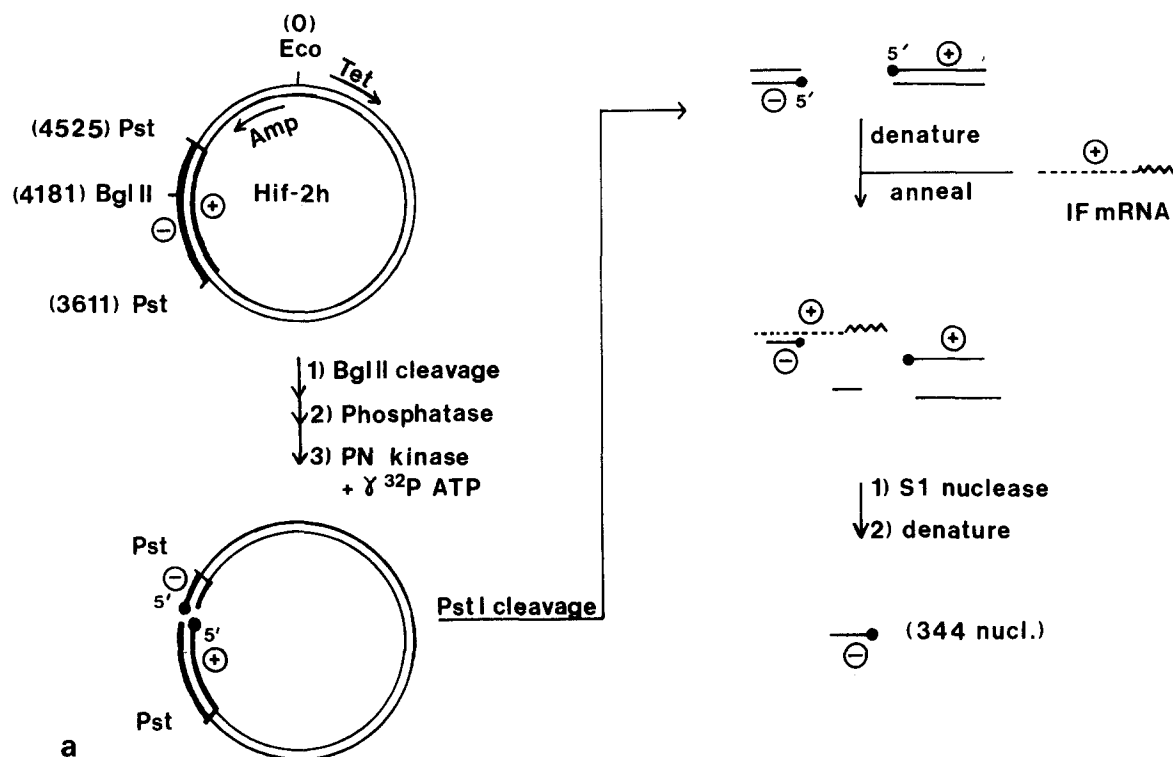 (0)
Eco
Tet
Amp
(4525) Pst
(4181) Bgl II
Hif-2h
+
−
(3611) Pst
1) Bgl II cleavage
2) Phosphatase
3) PN kinase
+ γ ³²P ATP
Pst
−
5'
5'
+
Pst
a
Pst I cleavage
− 5'
5' +
denature
anneal
+
IF mRNA
+
−
+
1) S1 nuclease
2) denature
− (344 nucl.)